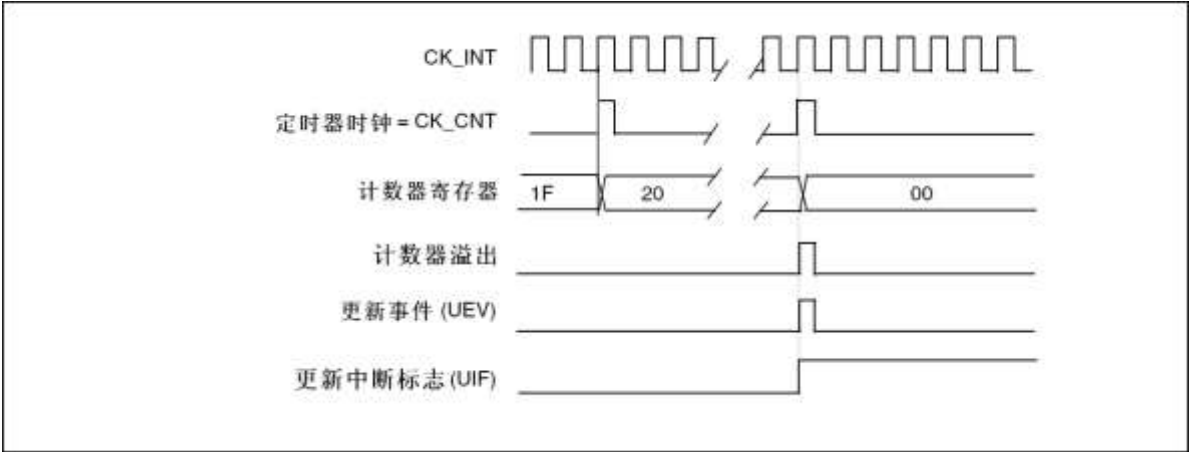 CK_INT
定时器时钟 = CK_CNT
计数器寄存器 1F 20 00
计数器溢出
更新事件 (UEV)
更新中断标志 (UIF)